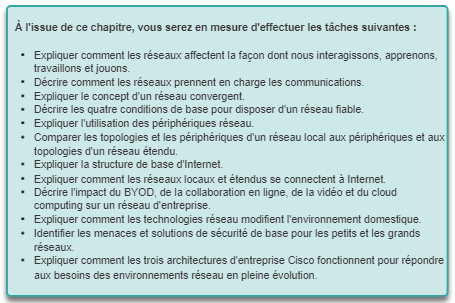 À l'issue de ce chapitre, vous serez en mesure d'effectuer les tâches suivantes :
• Expliquer comment les réseaux affectent la façon dont nous interagissons, apprenons,
travaillons et jouons.
• Décrire comment les réseaux prennent en charge les communications.
• Expliquer le concept d'un réseau convergent.
• Décrire les quatre conditions de base pour disposer d'un réseau fiable.
• Expliquer l'utilisation des périphériques réseau.
• Comparer les topologies et les périphériques d'un réseau local aux périphériques et aux
topologies d'un réseau étendu.
• Expliquer la structure de base d'Internet.
• Expliquer comment les réseaux locaux et étendus se connectent à Internet.
• Décrire l'impact du BYOD, de la collaboration en ligne, de la vidéo et du cloud
computing sur un réseau d'entreprise.
• Expliquer comment les technologies réseau modifient l'environnement domestique.
• Identifier les menaces et solutions de sécurité de base pour les petits et les grands
réseaux.
• Expliquer comment les trois architectures d'entreprise Cisco fonctionnent pour répondre
aux besoins des environnements réseau en pleine évolution.